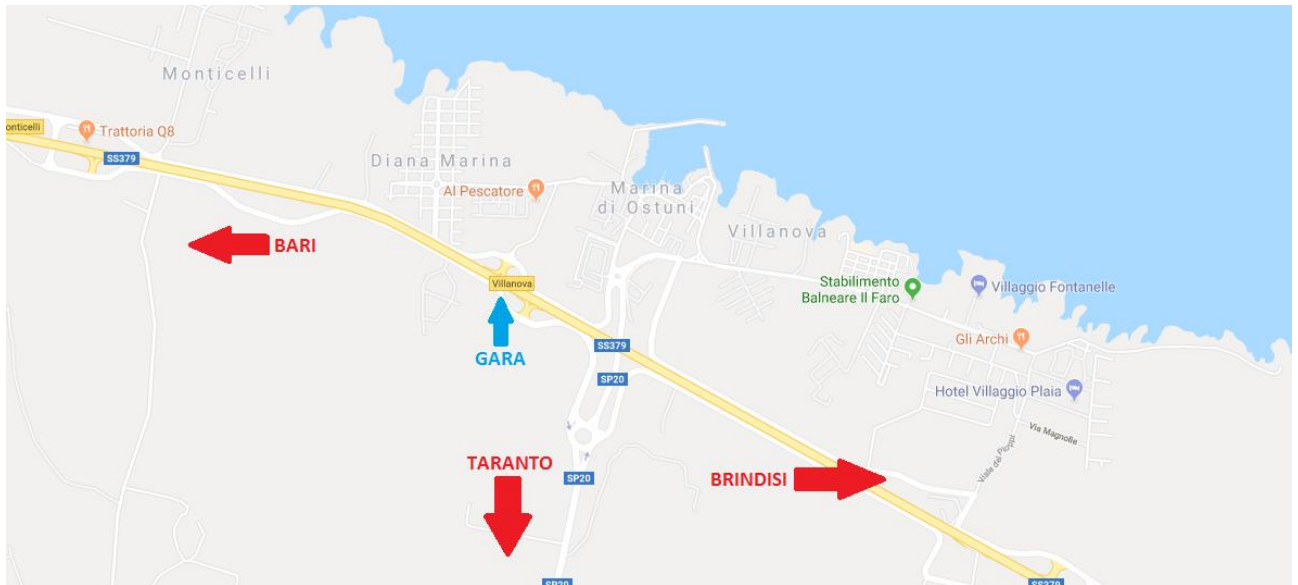 Monticelli
onticelli
Trattoria Q8
SS379
Diana Marina
Al Pescatore
Marina
di Ostuni
Villanova
BARI
Villanova
Stabilimento
Balneare Il Faro
Villaggio Fontanelle
GARA
SS379
Gli Archi
SP20
Hotel Villaggio Plaia
Via Magnolie
Viale dei Pioppi
TARANTO
SP20
BRINDISI
SP20
SS379